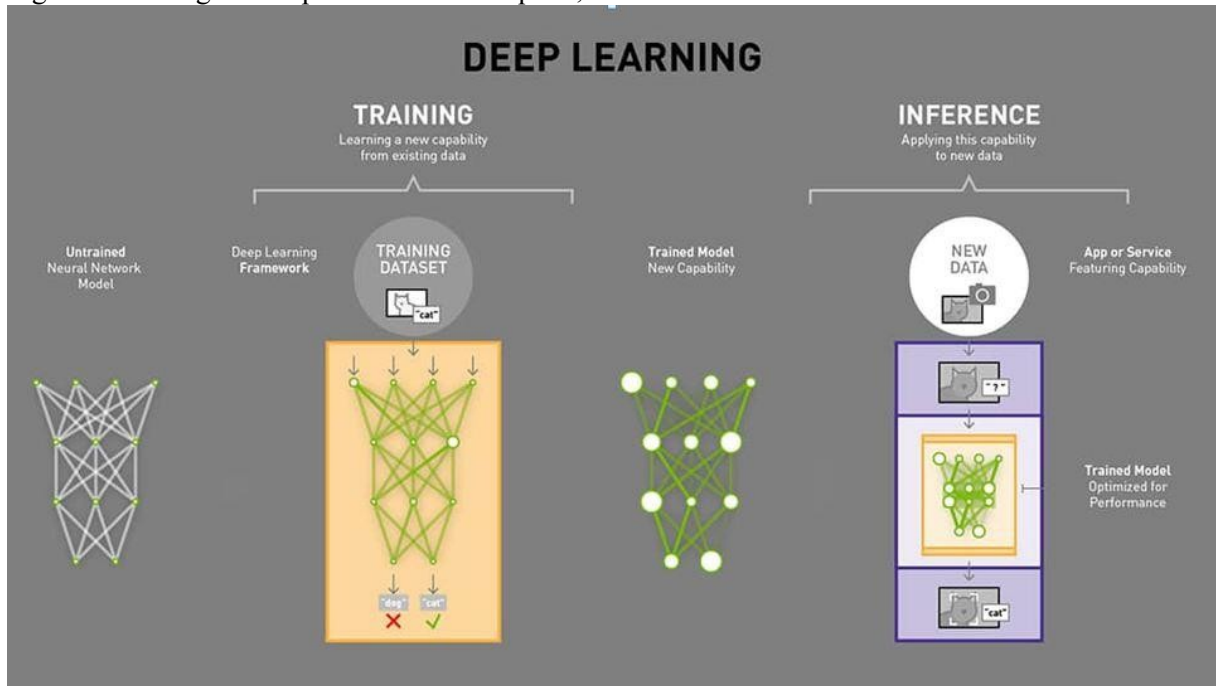 DEEP LEARNING
TRAINING
Learning a new capability
from existing data
INFERENCE
Applying this capability
to new data
Untrained
Neural Network
Model
Deep Learning
Framework
TRAINING
DATASET
"cat"
Trained Model
New Capability
NEW
DATA
App or Service
Featuring Capability
"?"
Trained Model
Optimized for
Performance
"dog"
"cat"
"cat"